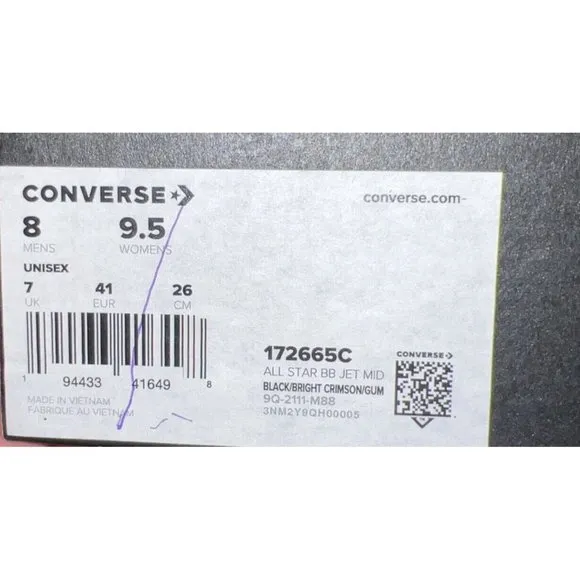 CONVERSE
converse.com
8 9.5
MENS WOMENS
UNISEX
7 41 26
UK EUR CM
1 94433 41649 8
MADE IN VIETNAM
FABRIQUÉ AU VIETNAM
172665C
ALL STAR BB JET MID
BLACK/BRIGHT CRIMSON/GUM
9Q-2111-M88
3NM2Y9QH00005
CONVERSE